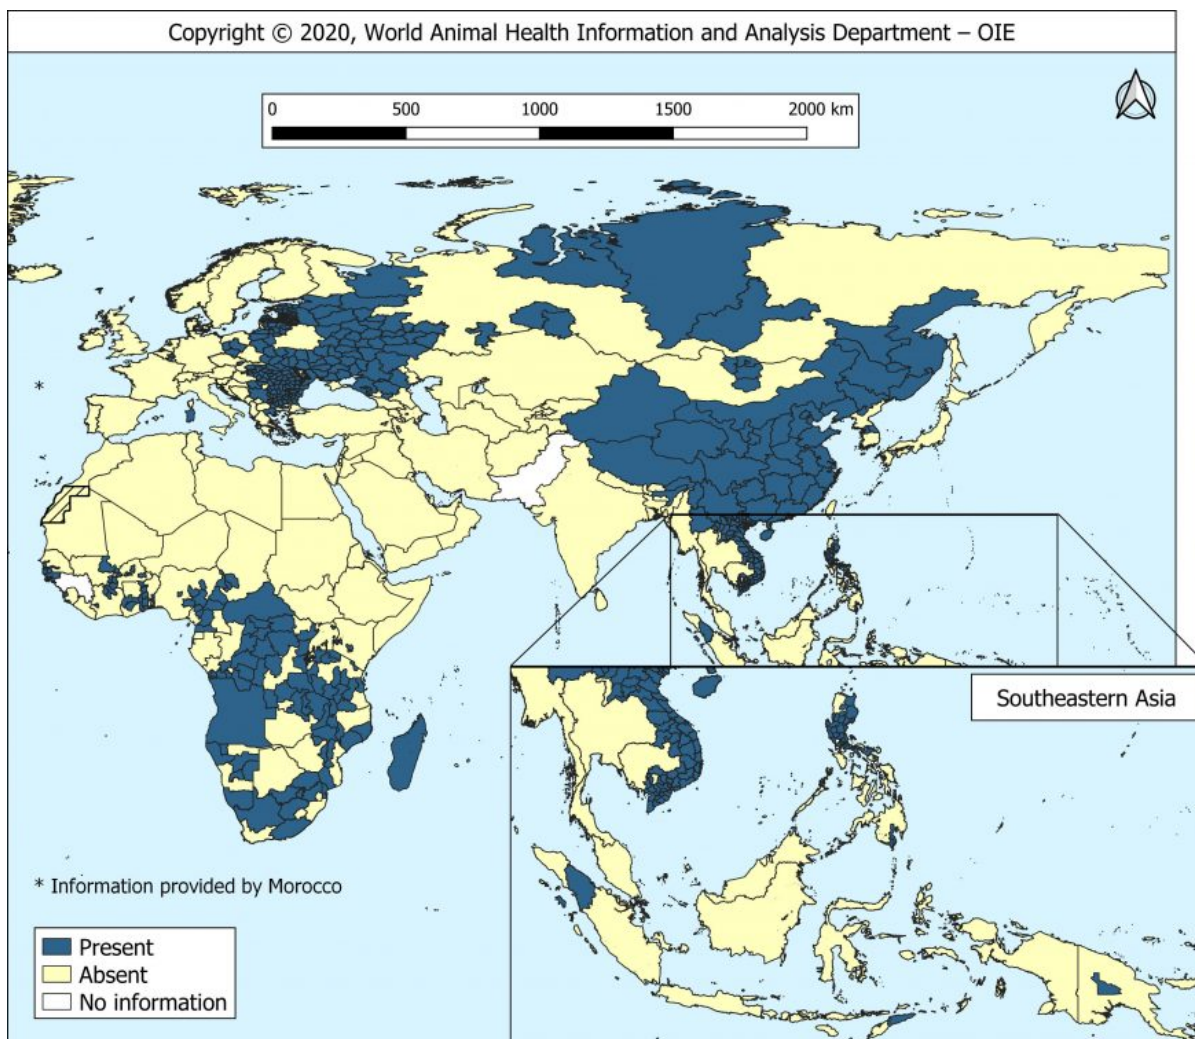 Copyright © 2020, World Animal Health Information and Analysis Department – OIE
0 500 1000 1500 2000 km
*
Southeastern Asia
* Information provided by Morocco
Present
Absent
No information